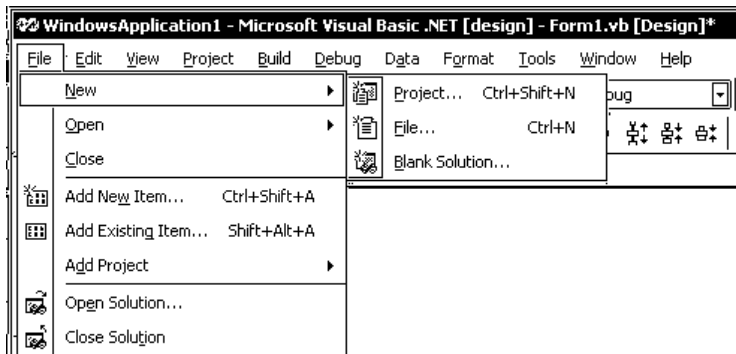 WindowsApplication1 - Microsoft Visual Basic .NET [design] - Form1.vb [Design]*
File Edit View Project Build Debug Data Format Tools Window Help
New
Project... Ctrl+Shift+N
Open
File... Ctrl+N
Close
Blank Solution...
Add New Item... Ctrl+Shift+A
Add Existing Item... Shift+Alt+A
Add Project
Open Solution...
Close Solution